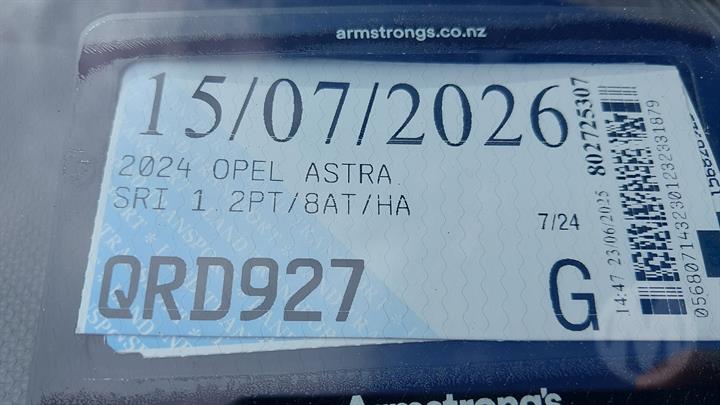 armstrongs.co.nz
15/07/2026
2024 OPEL ASTRA
SRI 1.2PT/8AT/HA
7/24
QRD927
G
802725307
14:47 23/06/2025
Armstrong's